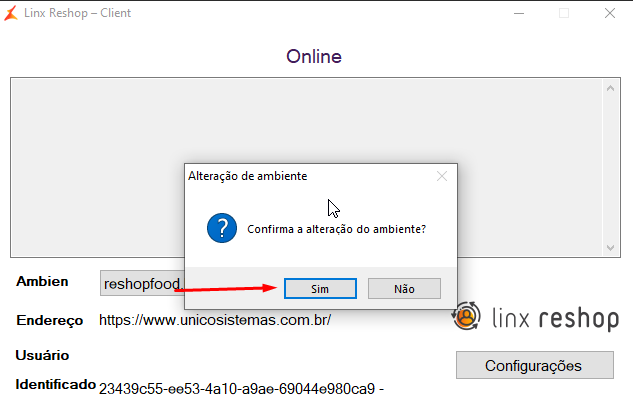 Linx Reshop – Client
Online
Alteração de ambiente
Confirma a alteração do ambiente?
Sim
Não
Ambien
reshopfood.
Endereço
https://www.unicosistemas.com.br/
linx reshop
Usuário
Configurações
Identificado
23439c55-ee53-4a10-a9ae-69044e980ca9 -